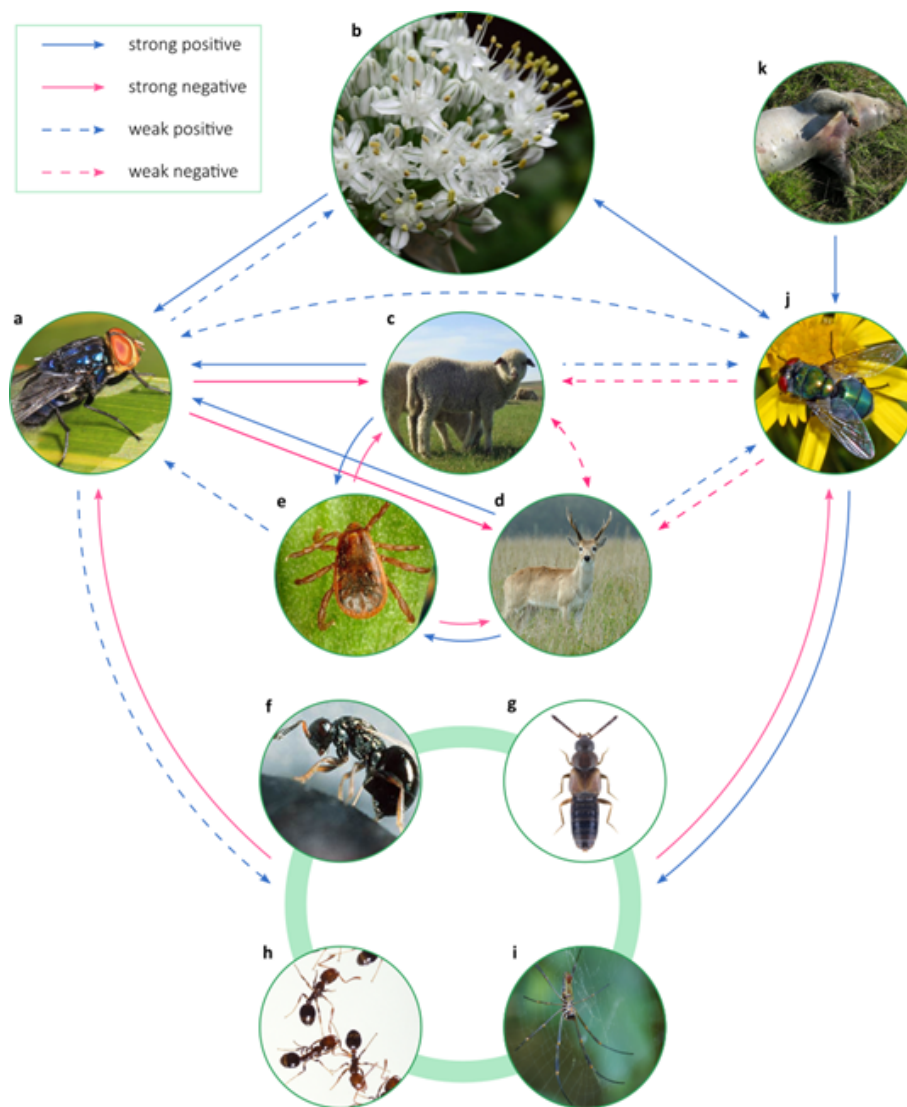 strong positive
strong negative
weak positive
weak negative
b
k
a
c
j
e
d
f
g
h
i